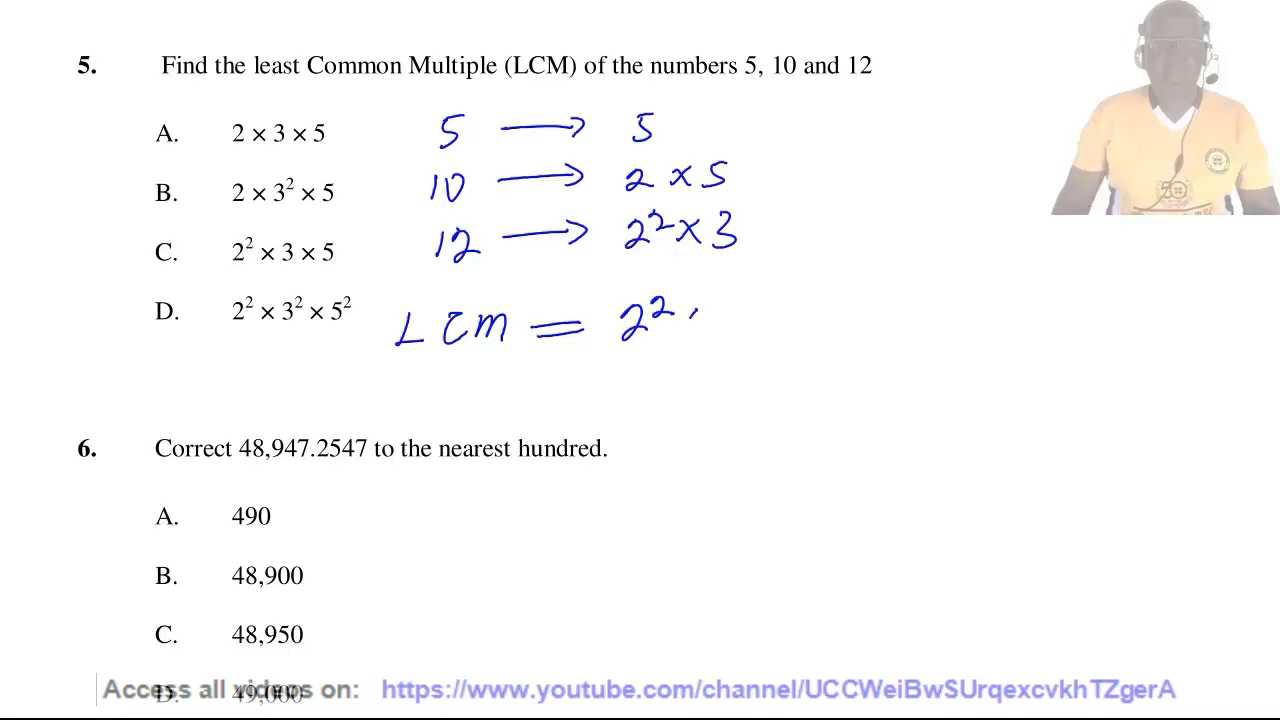 5. Find the least Common Multiple (LCM) of the numbers 5, 10 and 12
A. 2 × 3 × 5
5 → 5
B. 2 × 3² × 5
10 → 2 × 5
C. 2² × 3 × 5
12 → 2² × 3
D. 2² × 3² × 5²
LCM = 2²
6. Correct 48,947.2547 to the nearest hundred.
A. 490
B. 48,900
C. 48,950
D. 49,000
Access all videos on: https://www.youtube.com/channel/UCCWeiBwSUrqexcvkhTZgerA
50